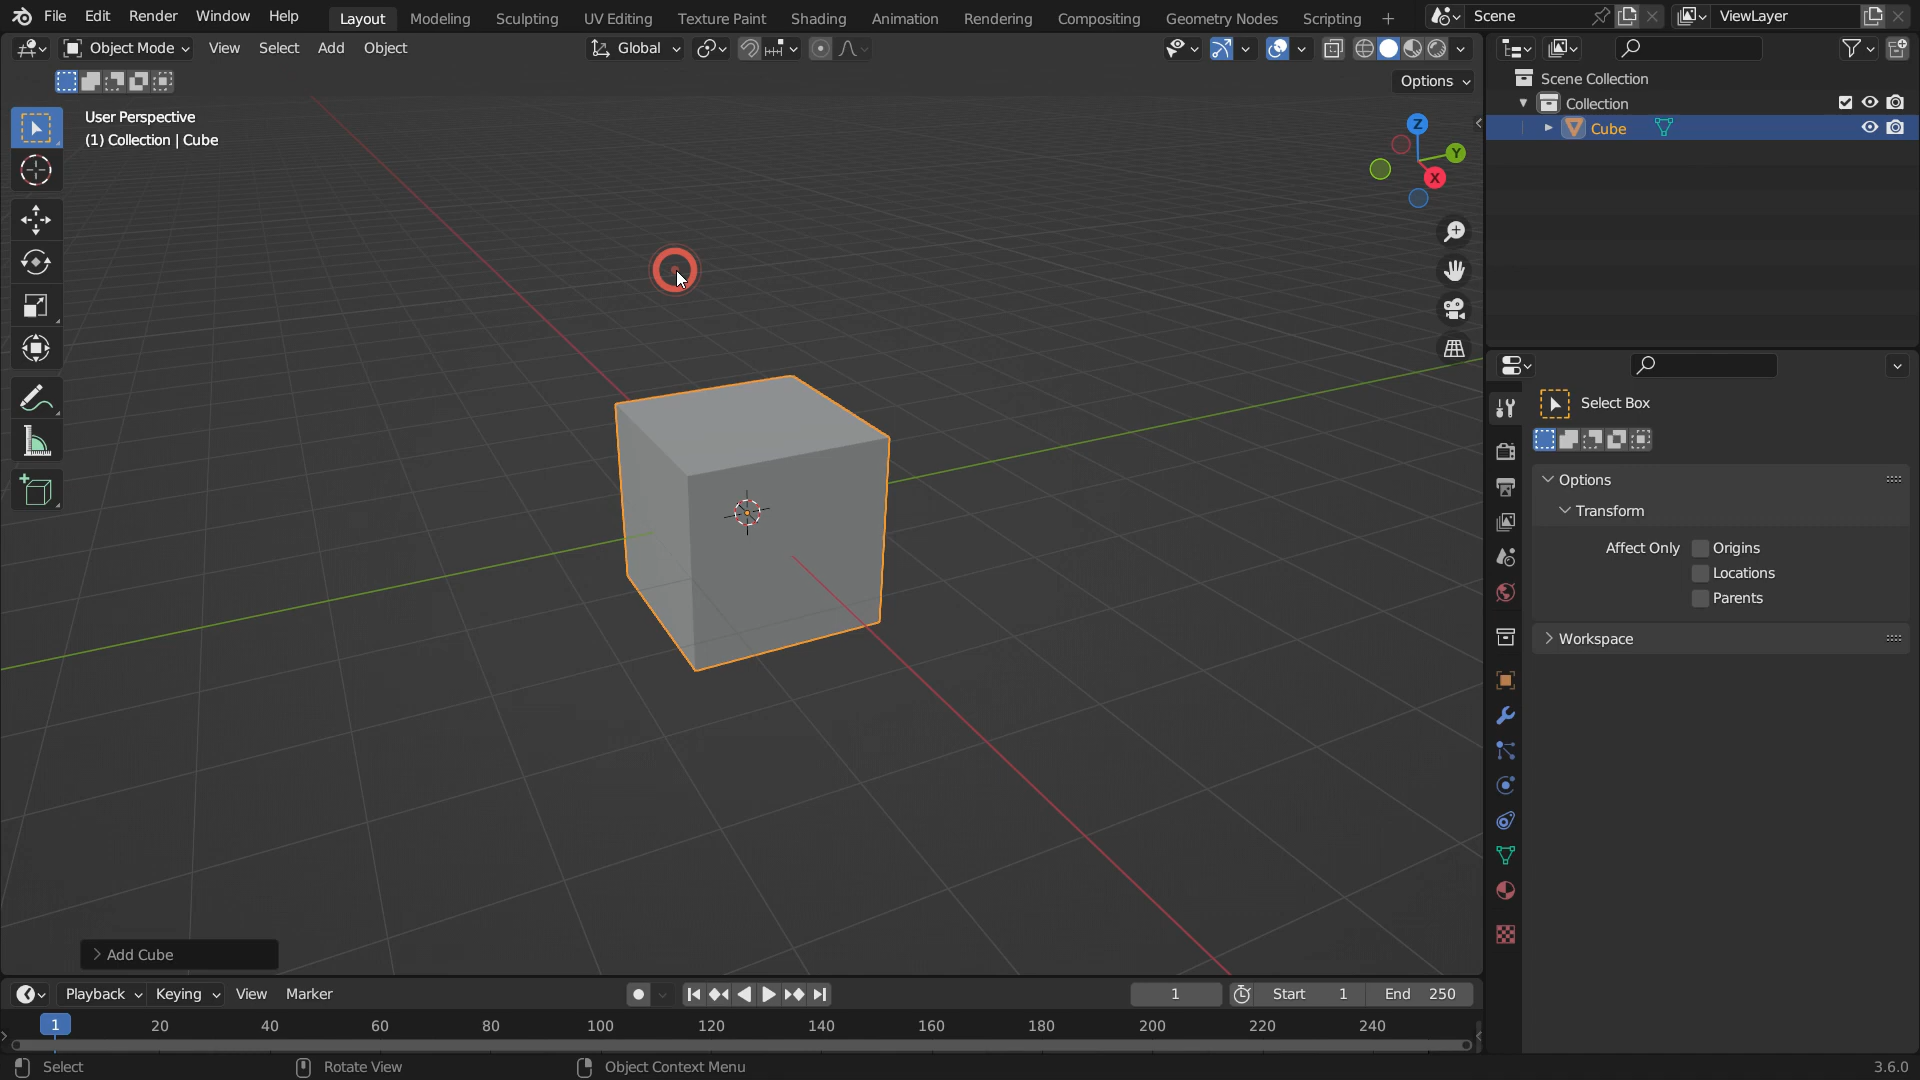 File Edit Render Window Help Layout Modeling Sculpting UV Editing Texture Paint Shading Animation Rendering Compositing Geometry Nodes Scripting + Scene ViewLayer
Object Mode View Select Add Object Global
Options
User Perspective
(1) Collection | Cube
Z
Y
X
Scene Collection
Collection
Cube
Select Box
Options
Transform
Affect Only Origins
Locations
Parents
Workspace
Add Cube
Playback Keying View Marker 1 Start 1 End 250
1 20 40 60 80 100 120 140 160 180 200 220 240
Select Rotate View Object Context Menu 3.6.0